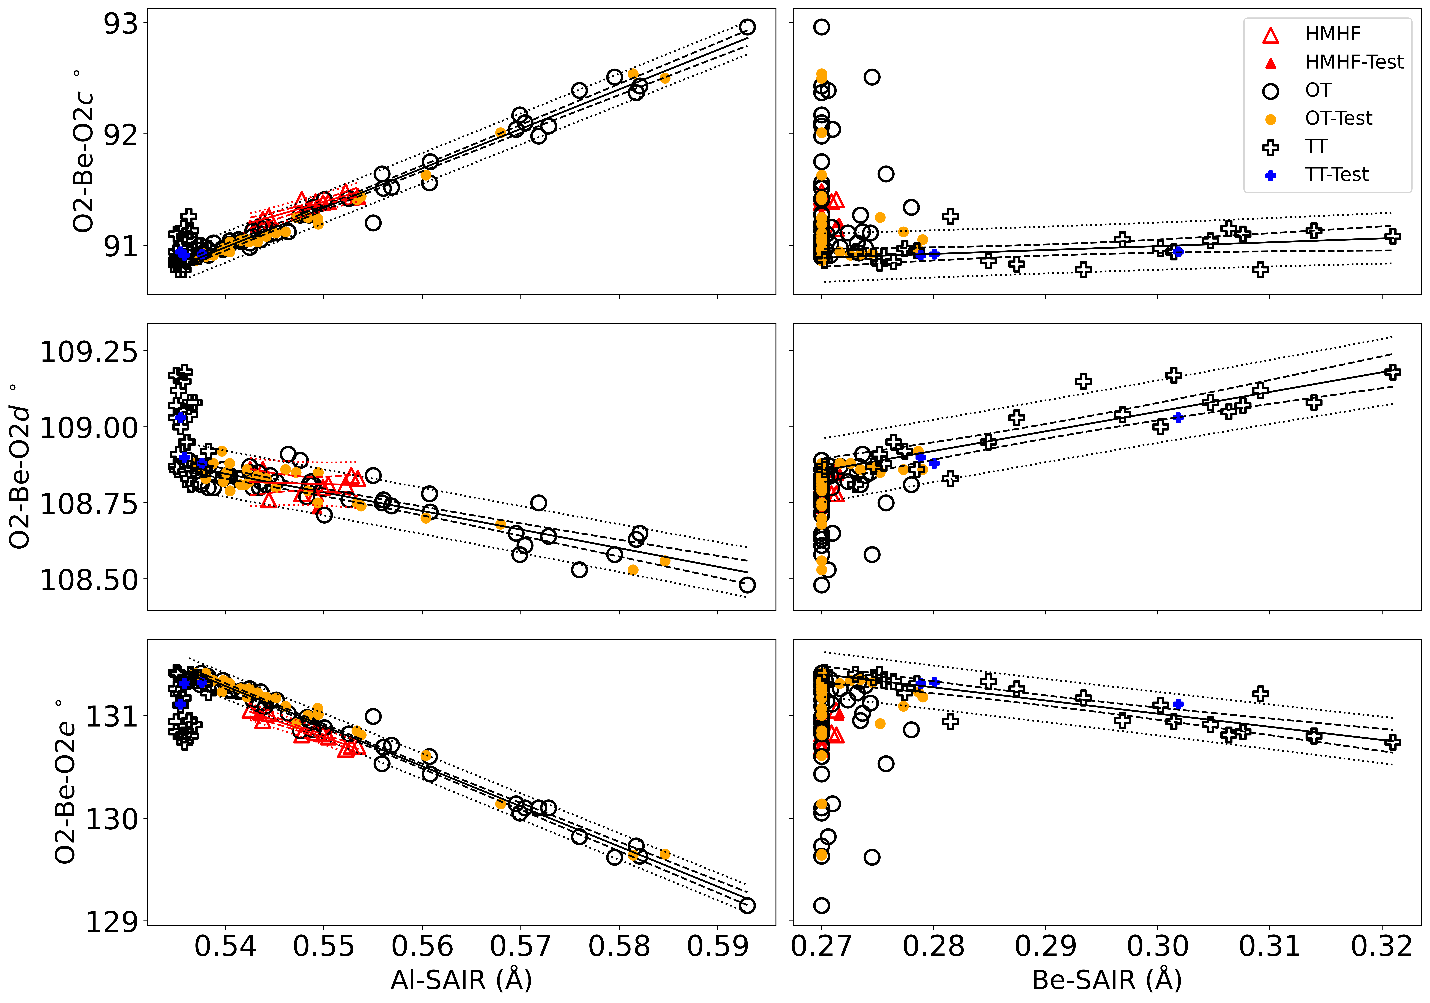 93
92
91
O2-Be-O2c °
HMHF
HMHF-Test
OT
OT-Test
TT
TT-Test
109.25
109.00
108.75
108.50
O2-Be-O2d °
131
130
129
O2-Be-O2e °
0.54 0.55 0.56 0.57 0.58 0.59
Al-SAIR (Å)
0.27 0.28 0.29 0.30 0.31 0.32
Be-SAIR (Å)